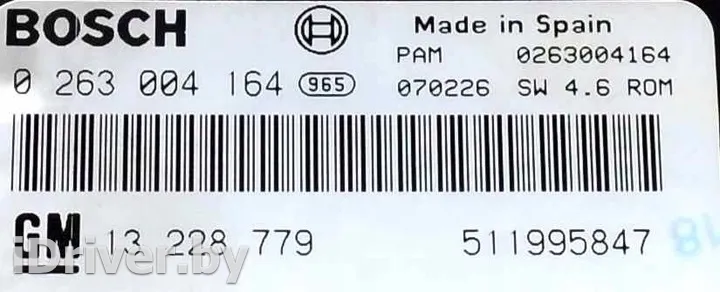 BOSCH Made in Spain
PAM 0263004164
0 263 004 164 965 070226 SW 4.6 ROM
GM 13 228 779 511995847 18
iDriver.by